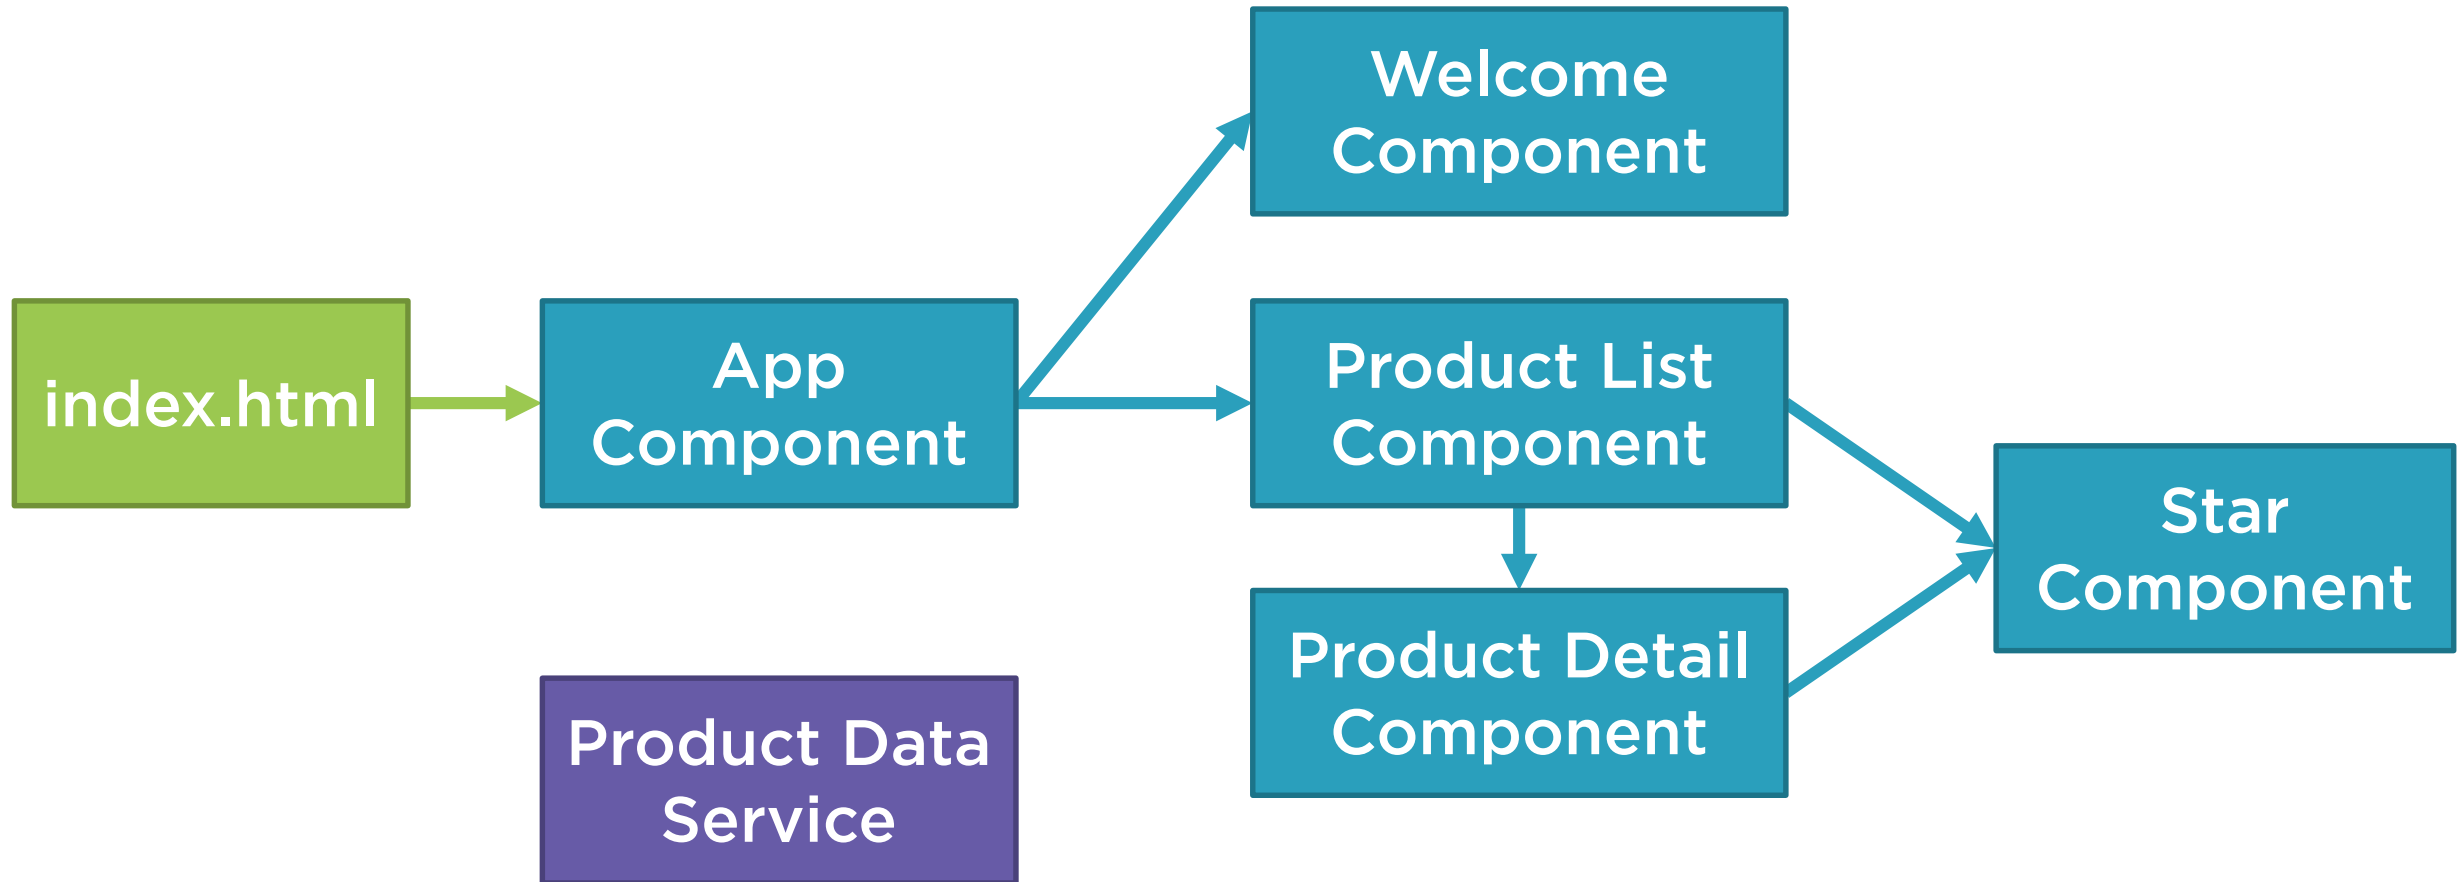 Welcome
Component
index.html
App
Component
Product List
Component
Star
Component
Product Detail
Component
Product Data
Service